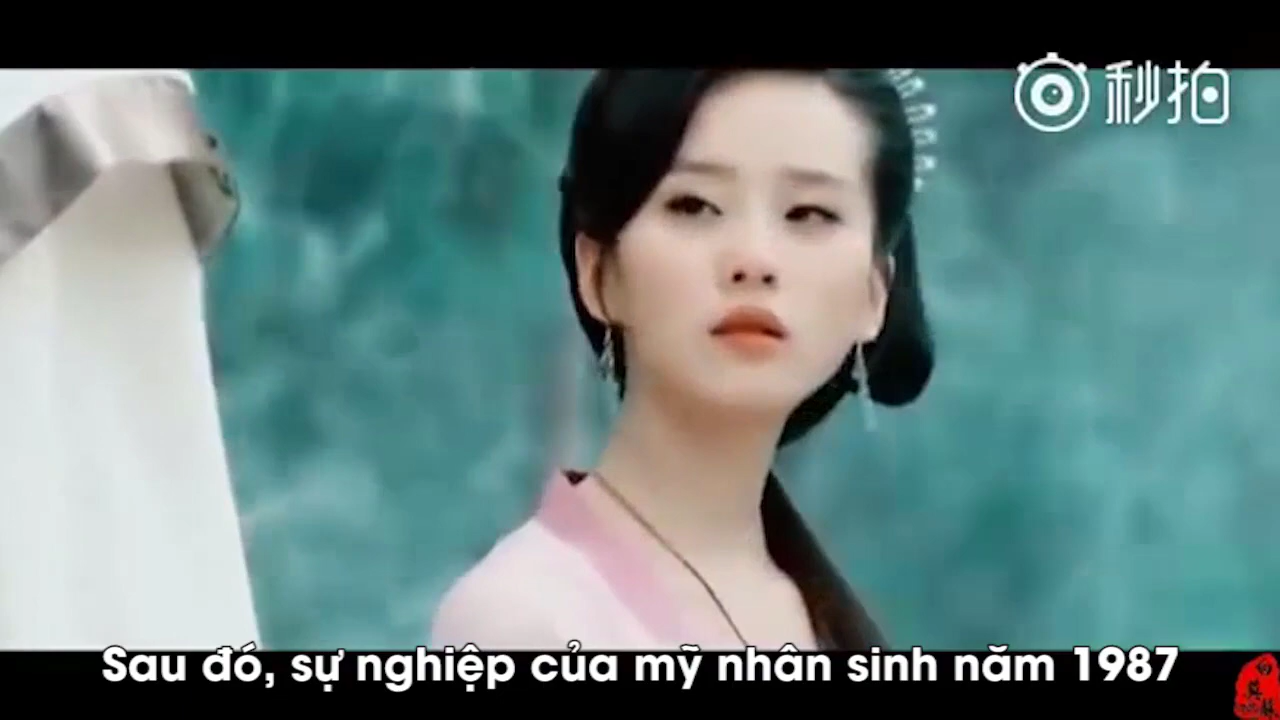 秒拍
Sau đó, sự nghiệp của mỹ nhân sinh năm 1987